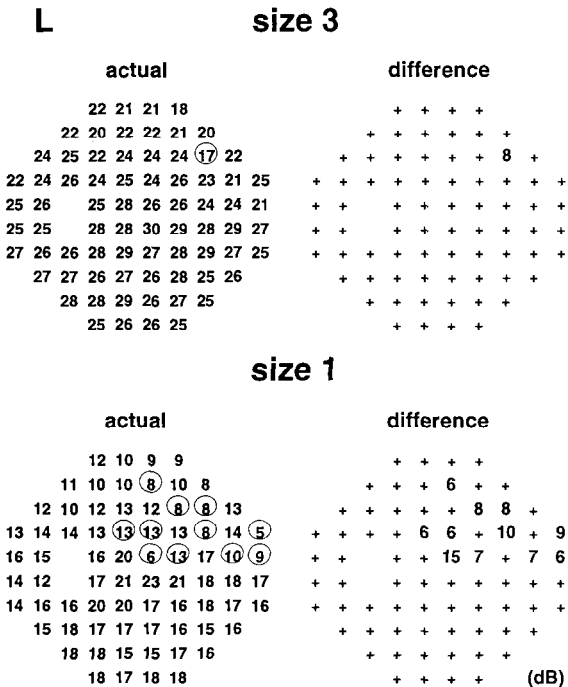 L size 3
actual difference
22 21 21 18 + + + +
22 20 22 22 21 20 + + + + + +
24 25 22 24 24 24 17 22 + + + + + + 8 +
22 24 26 24 25 24 26 23 21 25 + + + + + + + + + +
25 26 25 28 26 26 24 24 21 + + + + + + + + +
25 25 28 28 30 29 28 29 27 + + + + + + + + +
27 26 26 28 29 27 28 29 27 25 + + + + + + + + + +
27 27 26 27 26 28 25 26 + + + + + + + +
28 28 29 26 27 25 + + + + + +
25 26 26 25 + + + +
size 1
actual difference
12 10 9 9 + + + +
11 10 10 8 10 8 + + + 6 + +
12 10 12 13 12 8 8 13 + + + + + 8 8 +
13 14 14 13 13 13 13 8 14 5 + + + + 6 6 + 10 + 9
16 15 16 20 6 13 17 10 9 + + + + 15 7 + 7 6
14 12 17 21 23 21 18 18 17 + + + + + + + + +
14 16 16 20 20 17 16 18 17 16 + + + + + + + + + +
15 18 17 17 17 16 15 16 + + + + + + + +
18 18 15 15 17 16 + + + + + +
18 17 18 18 + + + + (dB)